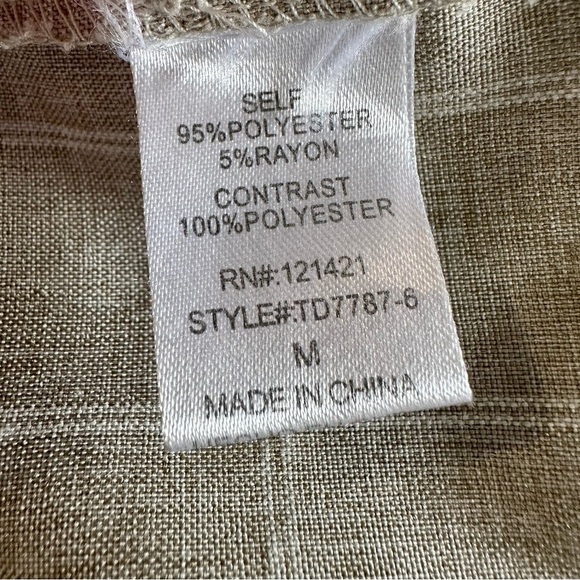 SELF
95%POLYESTER
5%RAYON
CONTRAST
100%POLYESTER
RN#:121421
STYLE#:TD7787-6
M
MADE IN CHINA